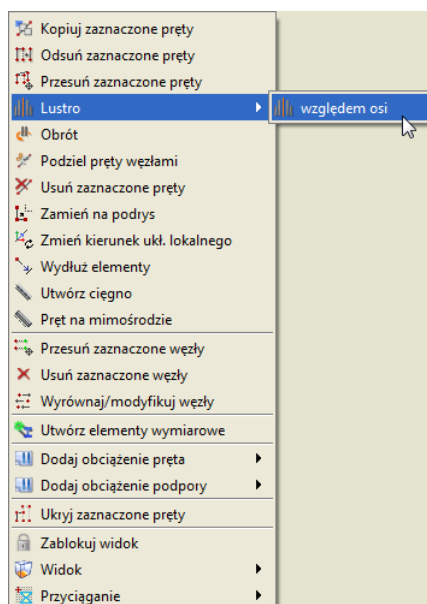 Kopiuj zaznaczone pręty
Odsuń zaznaczone pręty
Przesuń zaznaczone pręty
Lustro
względem osi
Obrót
Podziel pręty węzłami
Usuń zaznaczone pręty
Zamień na podrys
Zmień kierunek ukł. lokalnego
Wydłuż elementy
Utwórz cięgno
Pręt na mimośrodzie
Przesuń zaznaczone węzły
Usuń zaznaczone węzły
Wyrównaj/modyfikuj węzły
Utwórz elementy wymiarowe
Dodaj obciążenie pręta
Dodaj obciążenie podpory
Ukryj zaznaczone pręty
Zablokuj widok
Widok
Przyciąganie